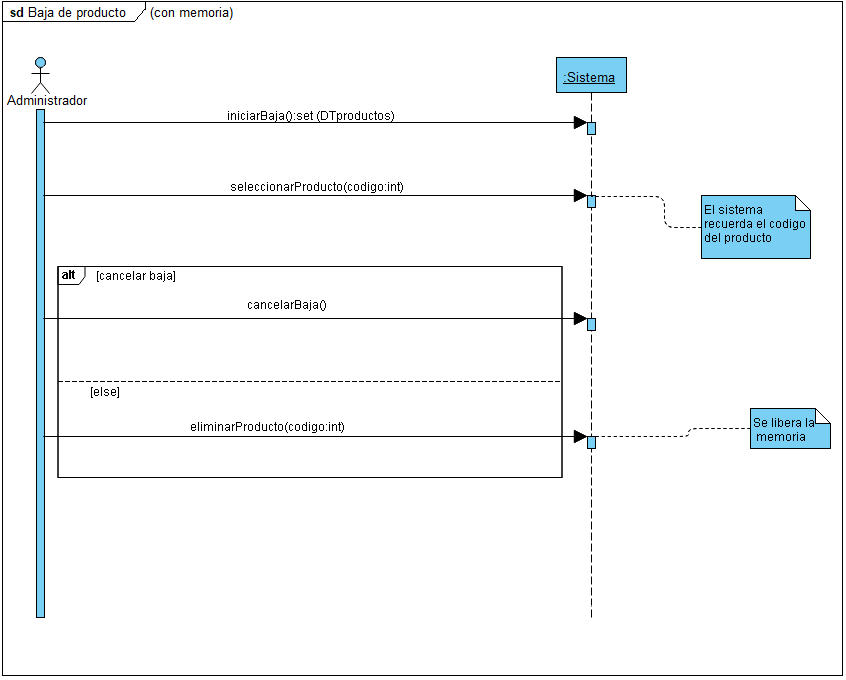 sd Baja de producto (con memoria)
Administrador
:Sistema
iniciarBaja():set (DTproductos)
seleccionarProducto(codigo:int)
El sistema
recuerda el codigo
del producto
alt [cancelar baja]
cancelarBaja()
[else]
eliminarProducto(codigo:int)
Se libera la
memoria